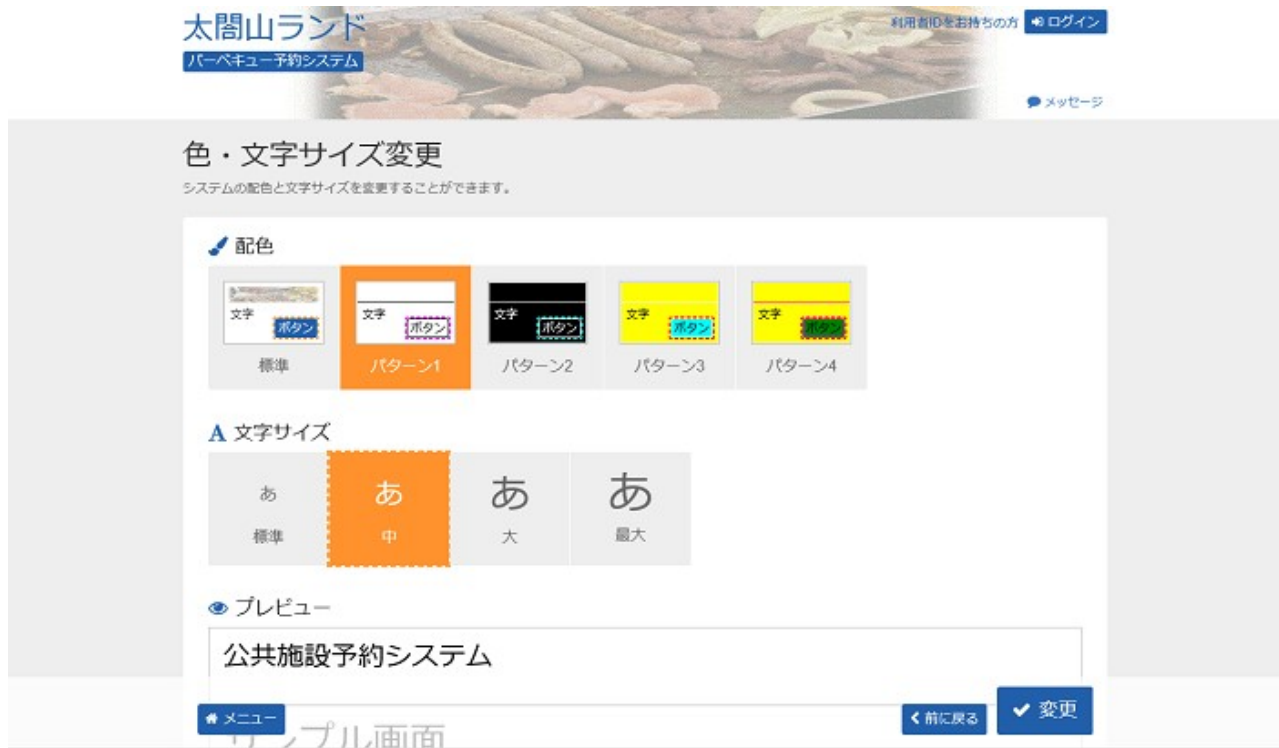 太閤山ランド
バーベキュー予約システム
利用者IDをお持ちの方
ログイン
メッセージ
色・文字サイズ変更
システムの配色と文字サイズを変更することができます。
配色
文字
ボタン
標準
文字
ボタン
パターン1
文字
ボタン
パターン2
文字
ボタン
パターン3
文字
ボタン
パターン4
A 文字サイズ
あ
標準
あ
中
あ
大
あ
最大
プレビュー
公共施設予約システム
サンプル画面
メニュー
前に戻る
変更